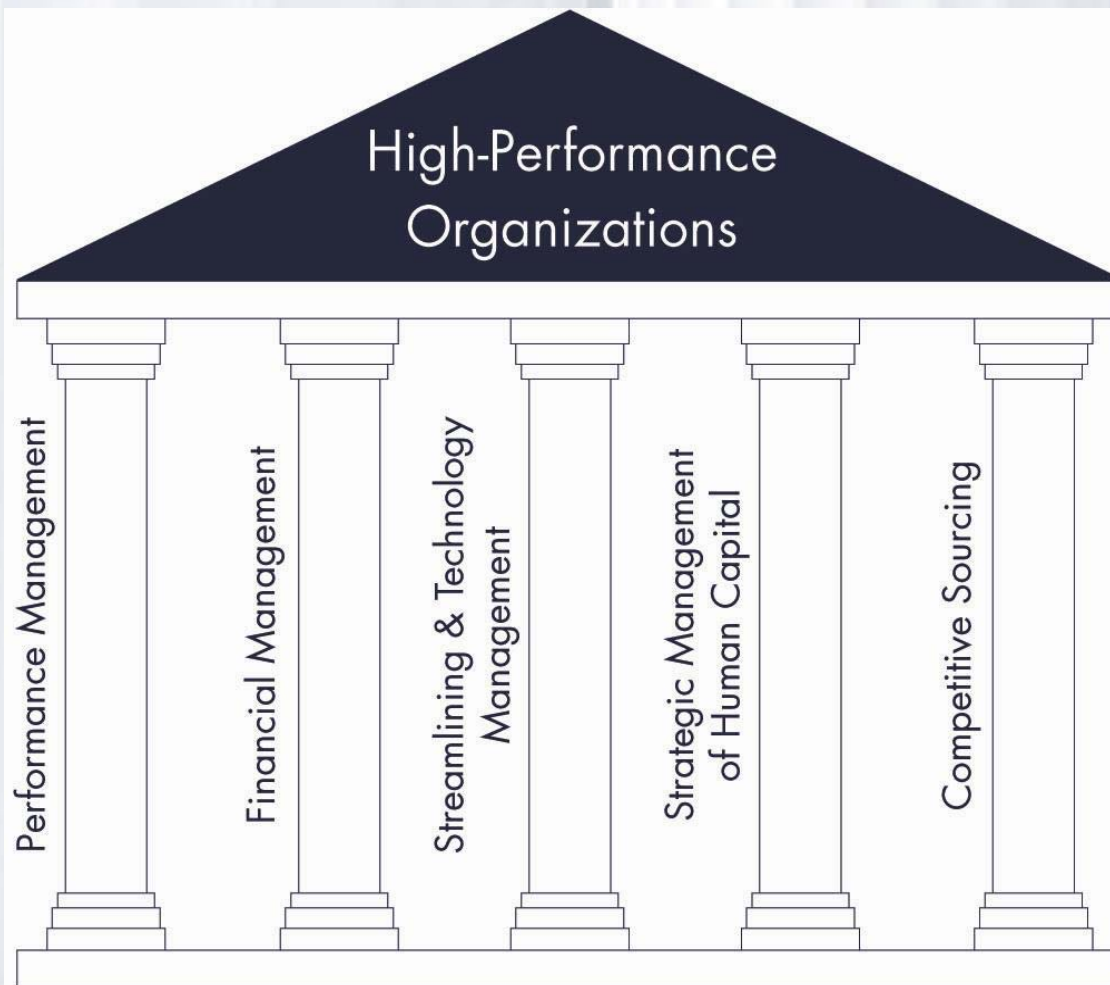 High-Performance
Organizations
Performance Management
Financial Management
Streamlining & Technology
Management
Strategic Management
of Human Capital
Competitive Sourcing